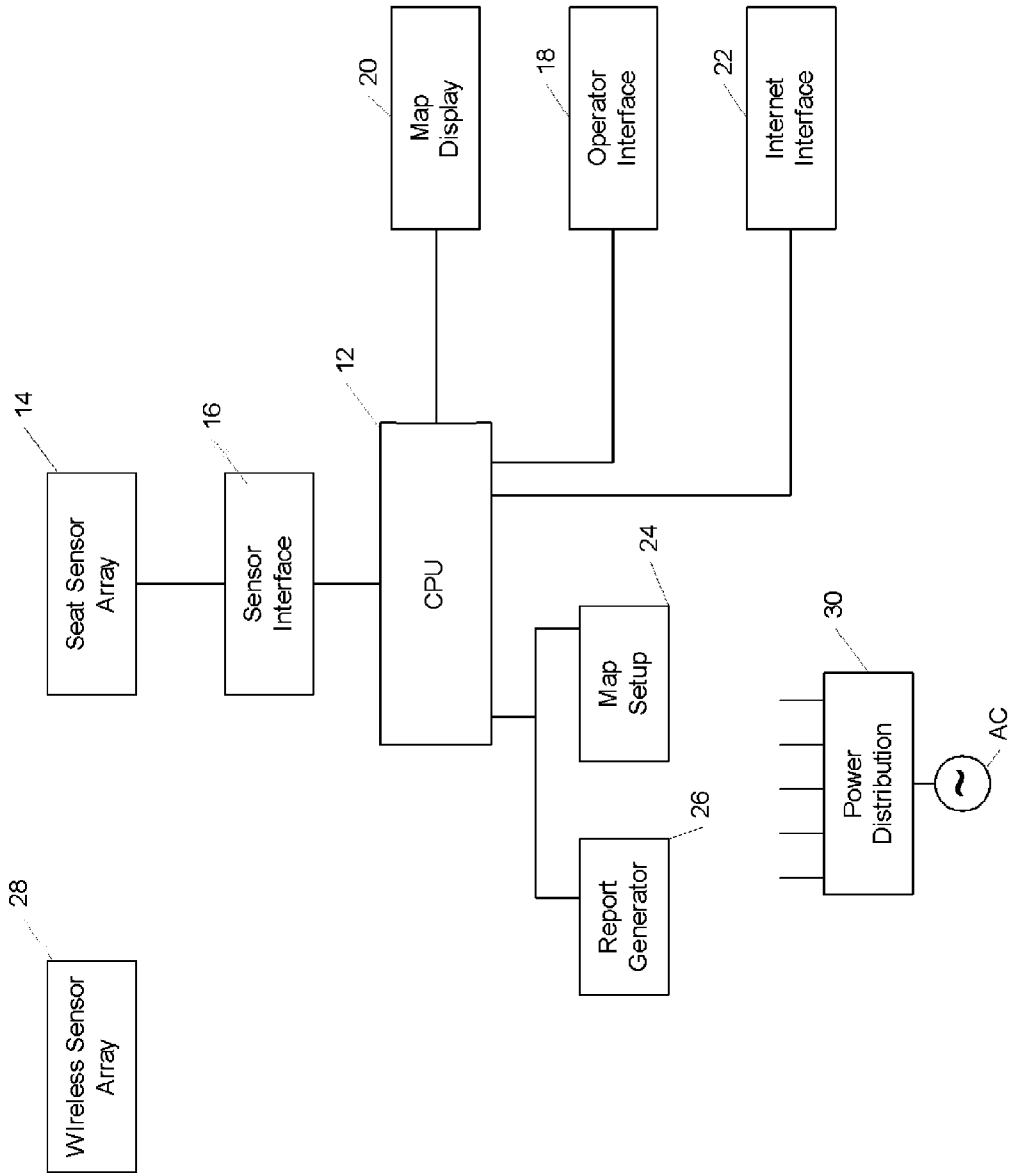 28
WIreless Sensor
Array
14
Seat Sensor
Array
16
Sensor
Interface
12
CPU
20
Map
Display
18
Operator
Interface
22
Internet
Interface
24
Map
Setup
26
Report
Generator
30
Power
Distribution
~
AC